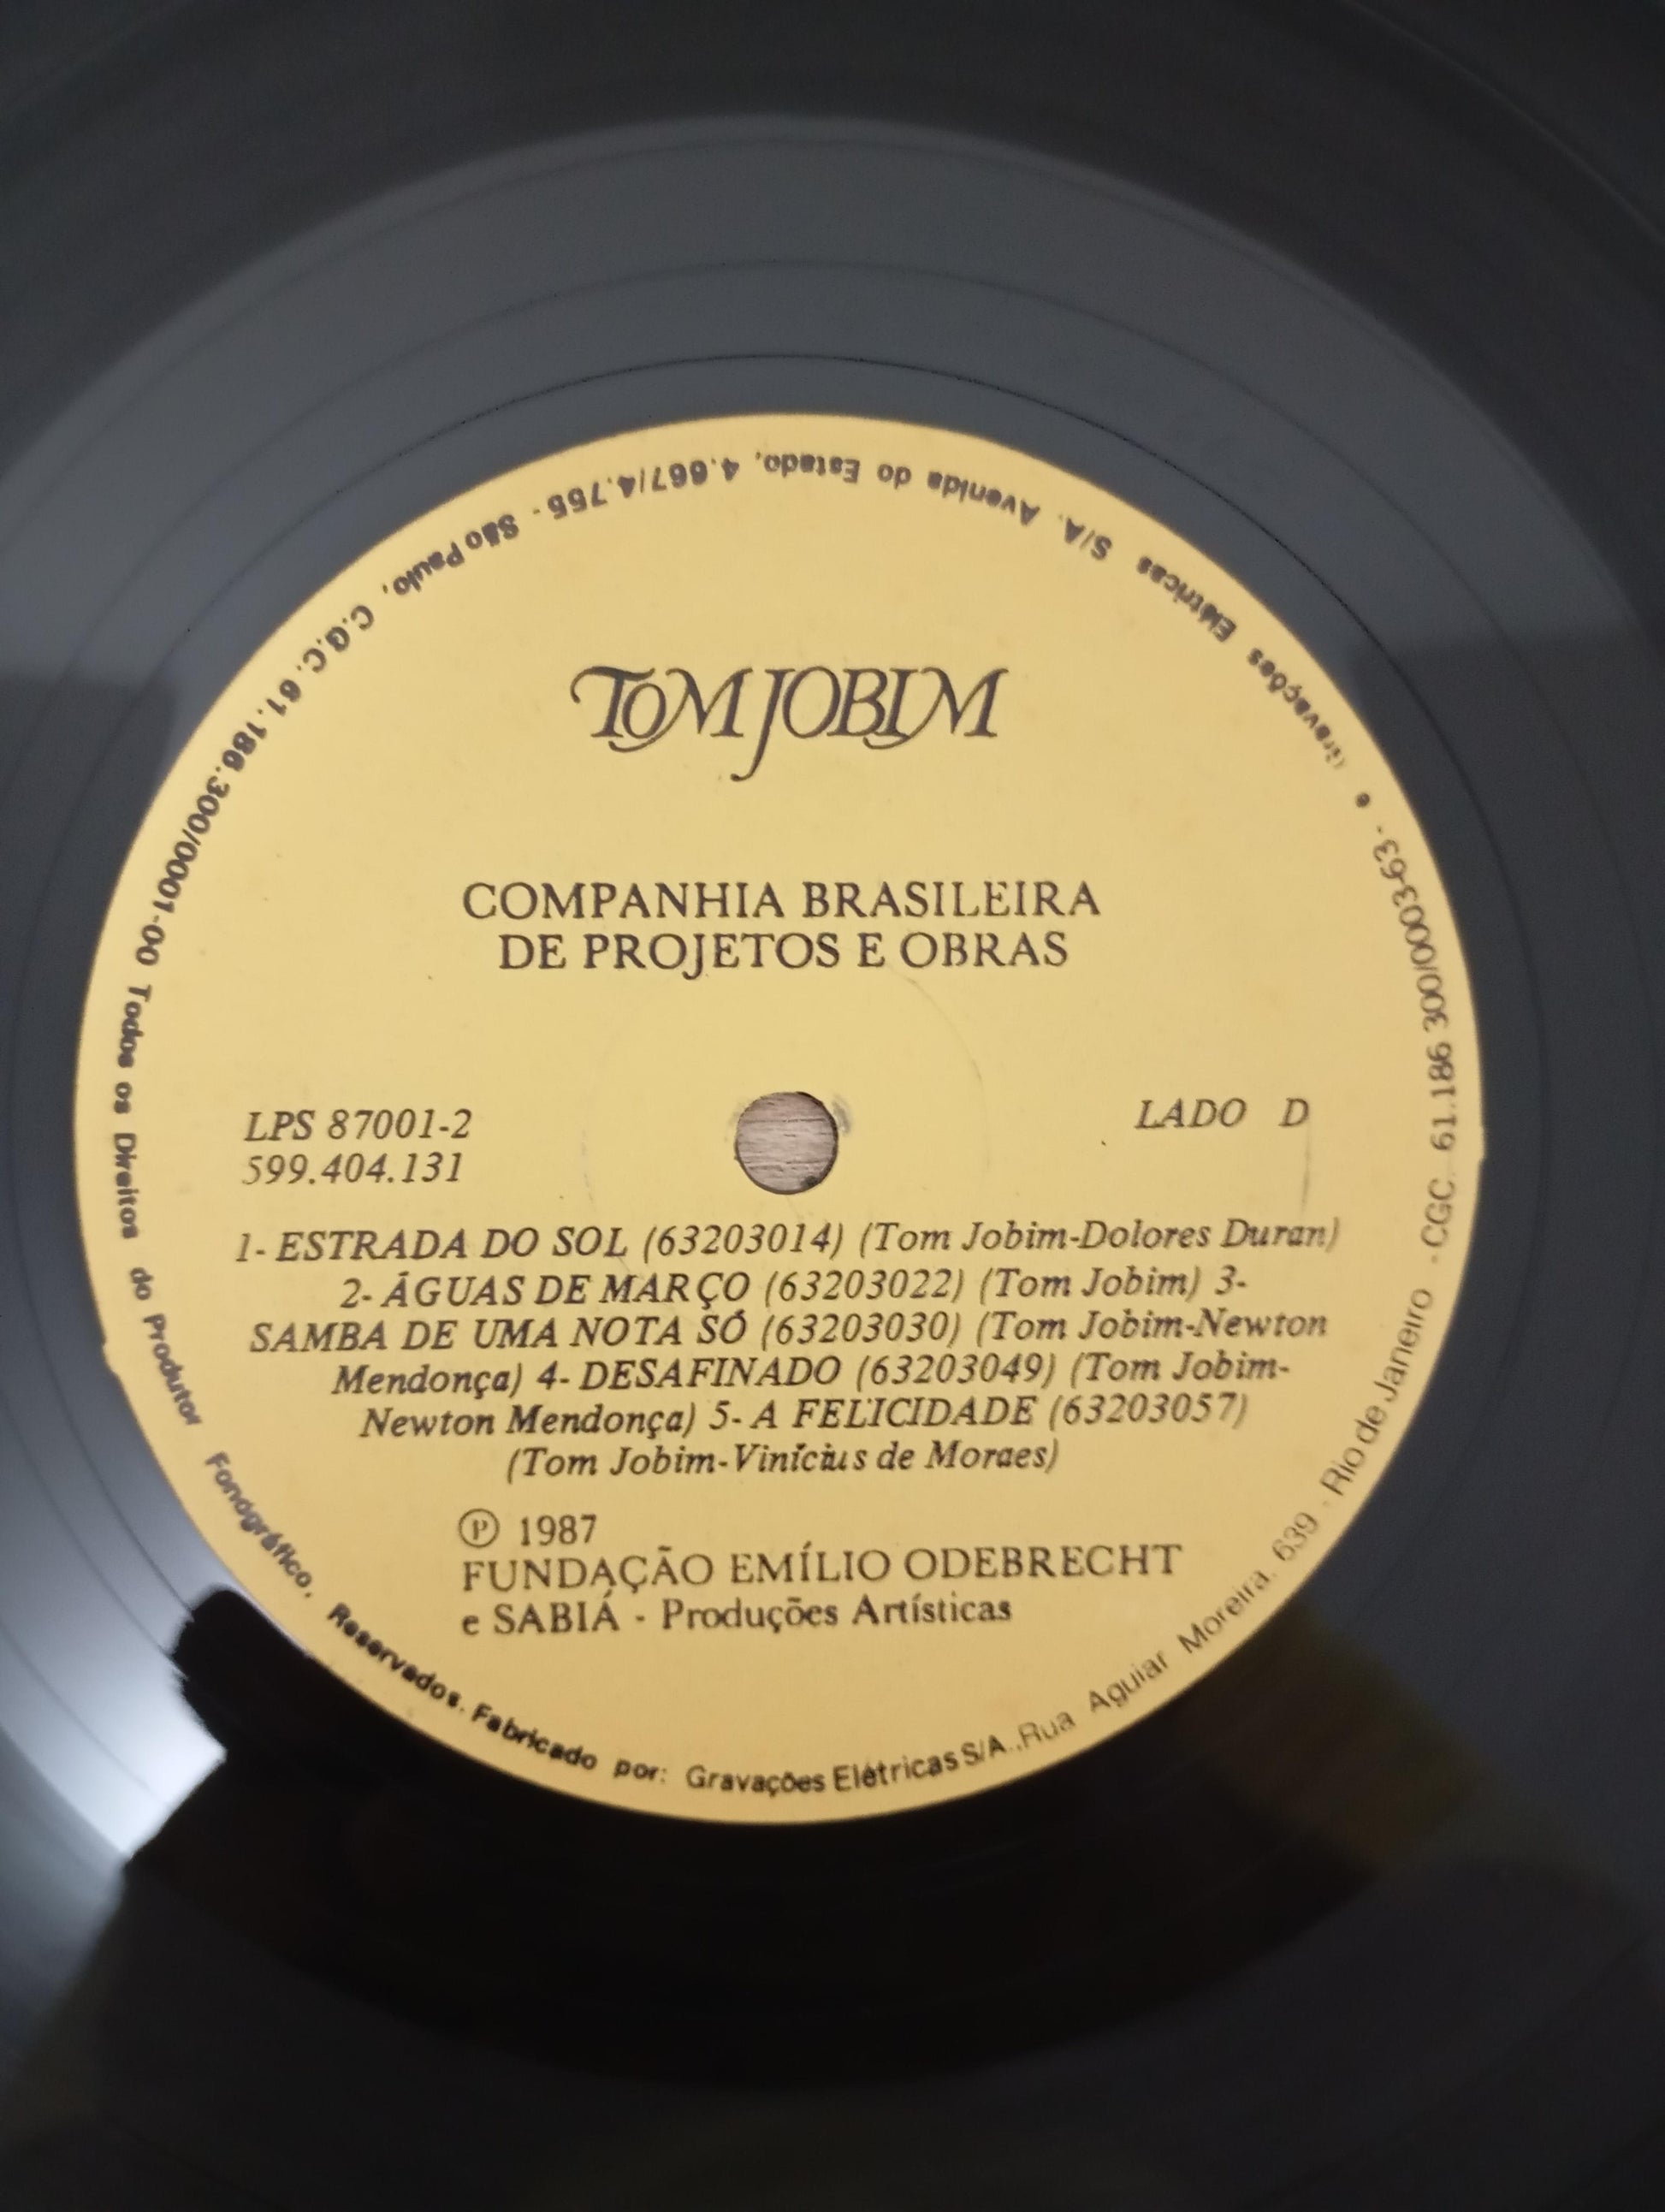 TOM JOBIM
COMPANHIA BRASILEIRA
DE PROJETOS E OBRAS
LPS 87001-2
599.404.131
LADO D
1- ESTRADA DO SOL (63203014) (Tom Jobim-Dolores Duran)
2- ÁGUAS DE MARÇO (63203022) (Tom Jobim) 3-
SAMBA DE UMA NOTA SÓ (63203030) (Tom Jobim-Newton
Mendonça) 4- DESAFINADO (63203049) (Tom Jobim-
Newton Mendonça) 5- A FELICIDADE (63203057)
(Tom Jobim-Vinícius de Moraes)
Ⓟ 1987
FUNDAÇÃO EMÍLIO ODEBRECHT
e SABIÁ - Produções Artísticas
Gravações Elétricas S/A. Avenida do Estado, 4.667/4.755 - São Paulo, C.G.C. 61.186.300/0001-00 Todos os Direitos do Produtor Fonográfico, Reservados. Fabricado por: Gravações Elétricas S/A.,Rua Aguiar Moreira, 639 - Rio de Janeiro - CGC. 61.186 300/0003-63 - e